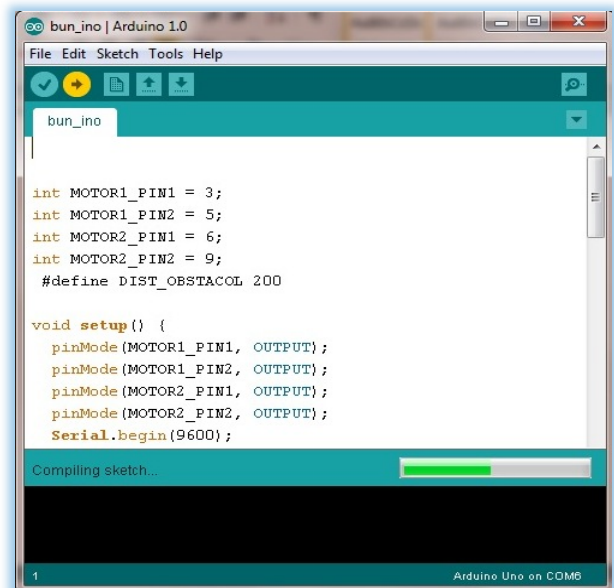 bun_ino | Arduino 1.0
File Edit Sketch Tools Help
bun_ino
int MOTOR1_PIN1 = 3;
int MOTOR1_PIN2 = 5;
int MOTOR2_PIN1 = 6;
int MOTOR2_PIN2 = 9;
#define DIST_OBSTACOL 200
void setup() {
pinMode(MOTOR1_PIN1, OUTPUT);
pinMode(MOTOR1_PIN2, OUTPUT);
pinMode(MOTOR2_PIN1, OUTPUT);
pinMode(MOTOR2_PIN2, OUTPUT);
Serial.begin(9600);
Compiling sketch...
1
Arduino Uno on COM6